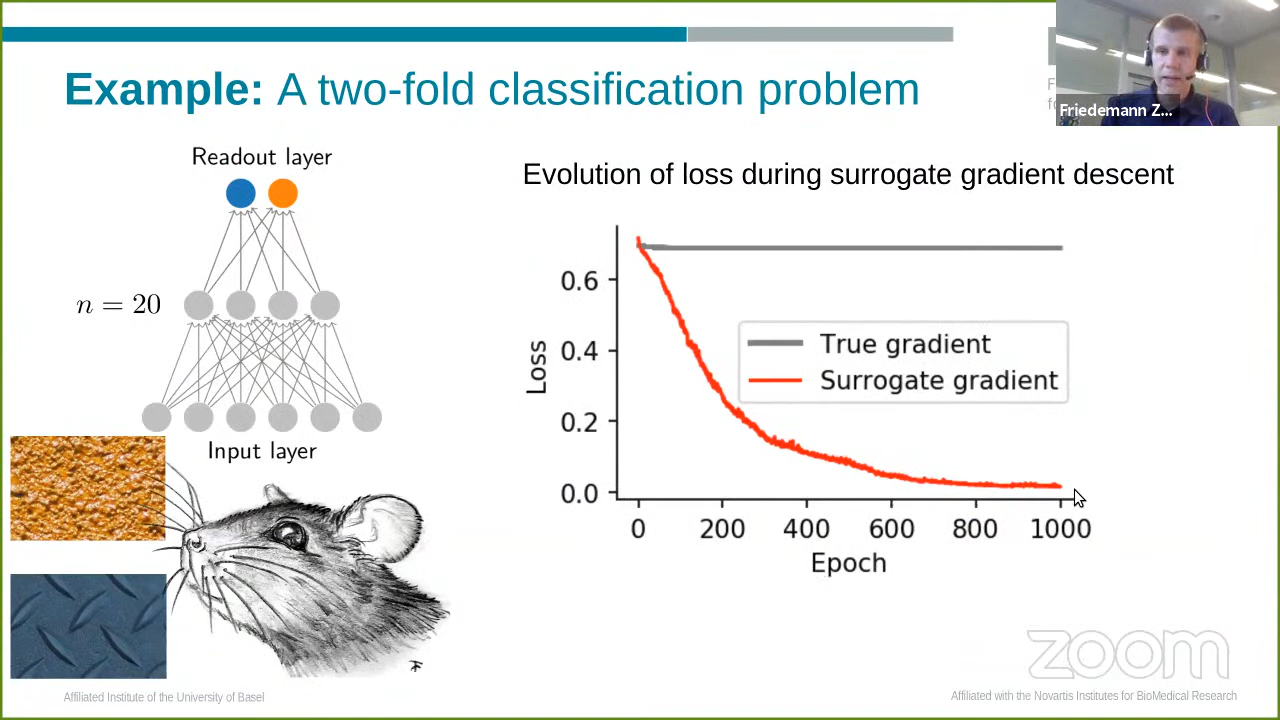 Example: A two-fold classification problem
Friedemann Z...
Readout layer
n = 20
Input layer
Evolution of loss during surrogate gradient descent
Loss
0.6
0.4
0.2
0.0
True gradient
Surrogate gradient
0 200 400 600 800 1000
Epoch
zoom
Affiliated Institute of the University of Basel
Affiliated with the Novartis Institutes for BioMedical Research